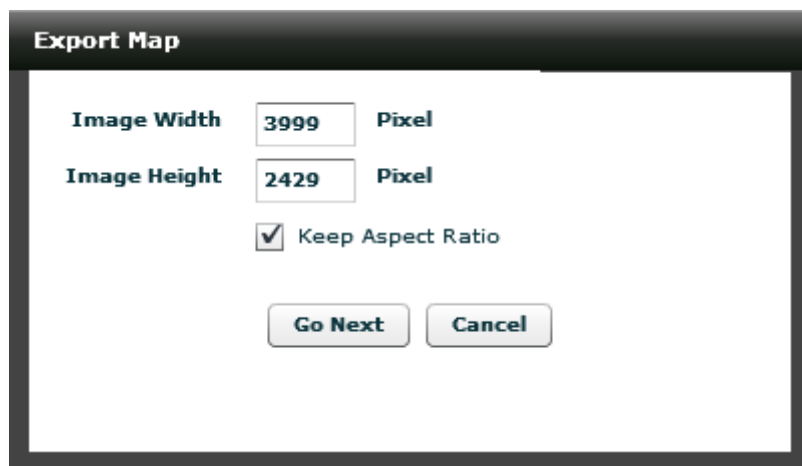 Export Map
Image Width 3999 Pixel
Image Height 2429 Pixel
Keep Aspect Ratio
Go Next Cancel